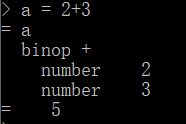 > a = 2+3
= a
binop +
number 2
number 3
= 5